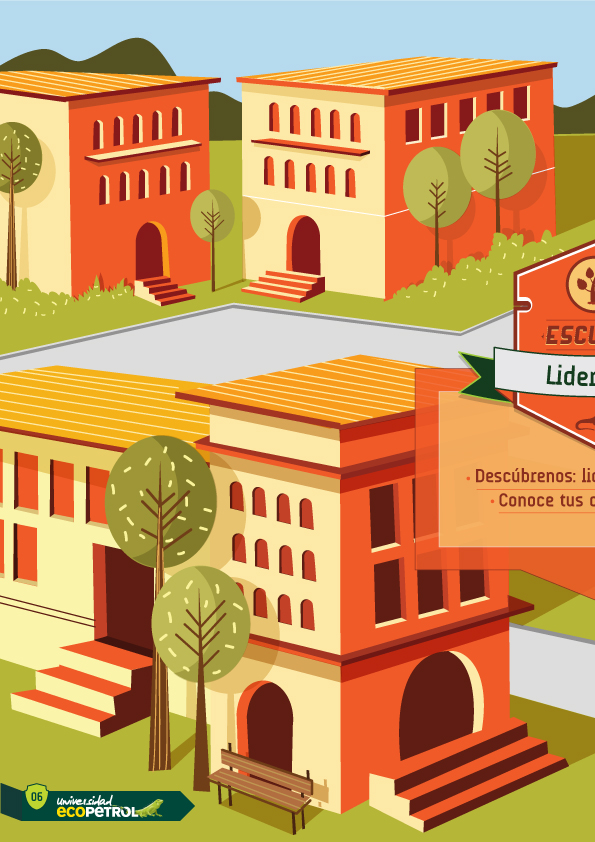 ESCU
Lider
• Descúbrenos: lid
• Conoce tus c
06
universidad
ecopetrol